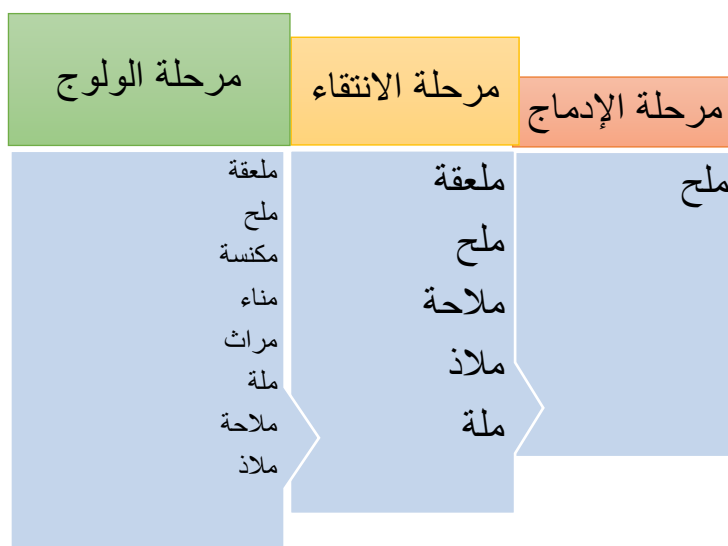 مرحلة الولوج
ملعقة
ملح
مكنسة
مناء
مراث
ملة
ملاحة
ملاذ
مرحلة الانتقاء
ملعقة
ملح
ملاحة
ملاذ
ملة
مرحلة الإدماج
ملح